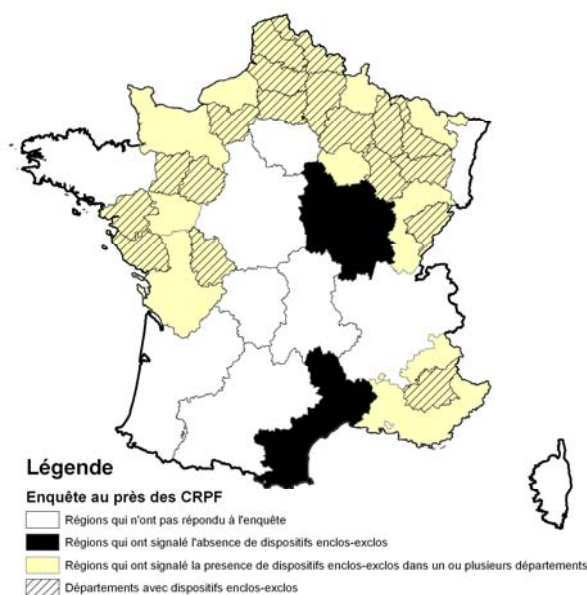 Légende
Enquête au près des CRPF
Régions qui n'ont pas répondu à l'enquête
Régions qui ont signalé l'absence de dispositifs enclos-exclos
Régions qui ont signalé la presence de dispositifs enclos-exclos dans un ou plusieurs départements
Départements avec dispositifs enclos-exclos